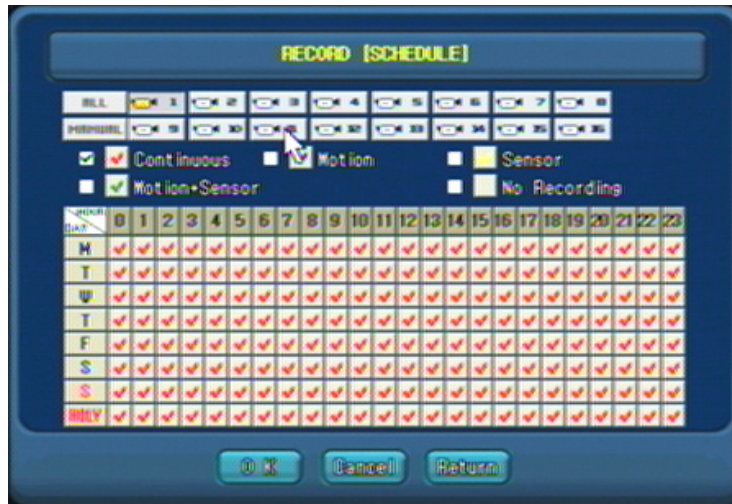 RECORD [SCHEDULE]
ALL 1 2 3 4 5 6 7 8
MANUAL 9 10 11 12 13 14 15 16
Continuous Motion Sensor
Motion+Sensor No Recording
HOUR
DAY 0 1 2 3 4 5 6 7 8 9 10 11 12 13 14 15 16 17 18 19 20 21 22 23
M
T
W
T
F
S
S
O K Cancel Return